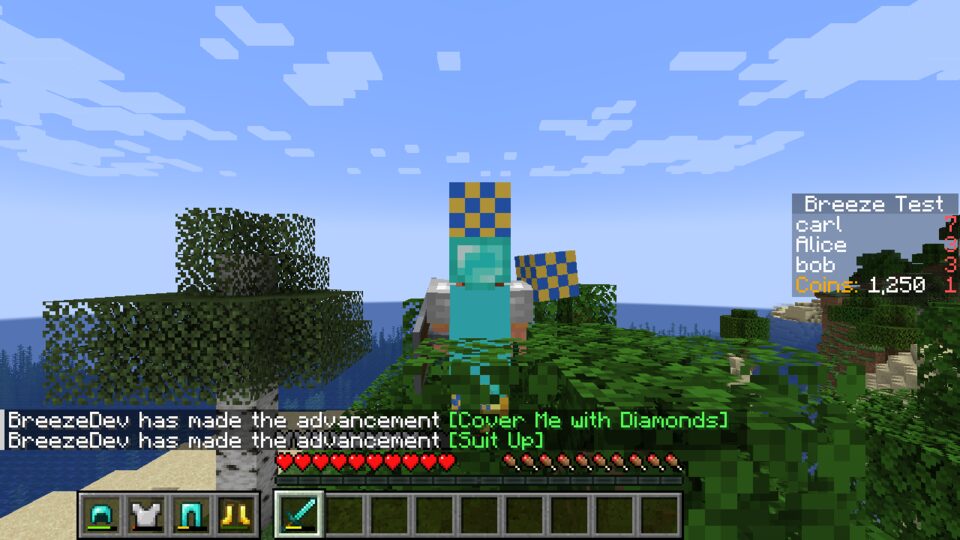 Breeze Test
carl 7
Alice
bob 3
Coins: 1,250 1
BreezeDev has made the advancement [Cover Me with Diamonds]
BreezeDev has made the advancement [Suit Up]